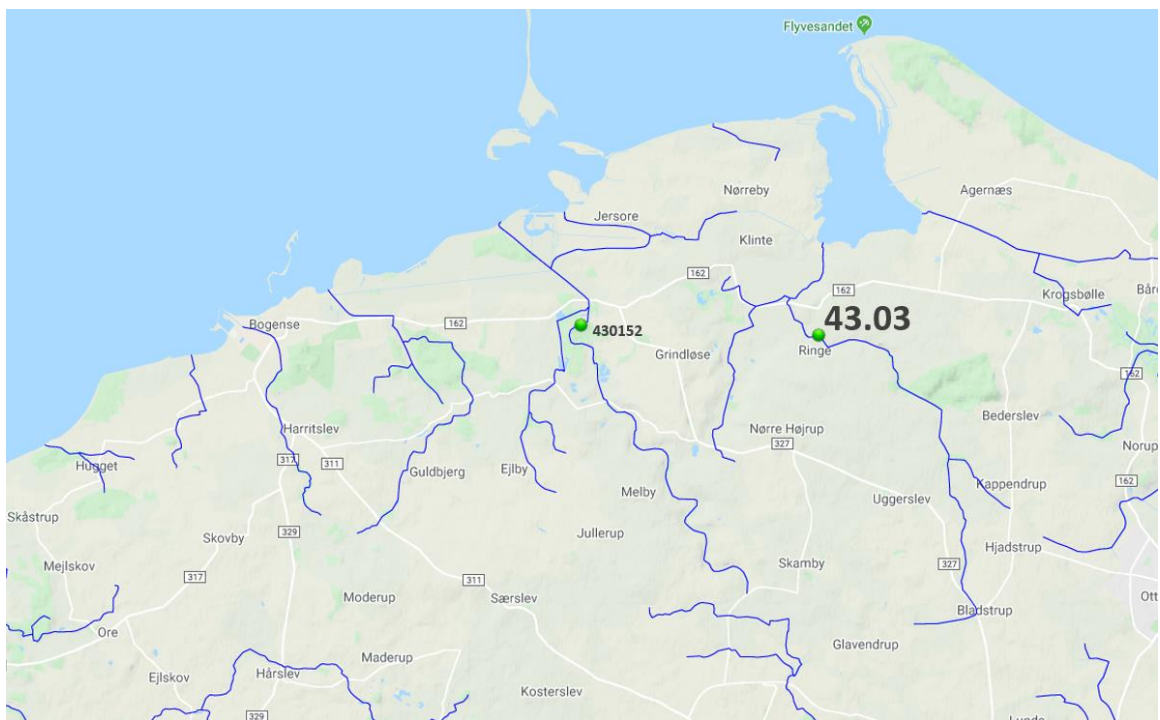 Flyvesandet
Nørreby
Agernæs
Jersore
Klinte
162
162
Krogsbølle
Bård
Bogense
162
430152
43.03
Grindløse
Ringe
162
Bederslev
Harritslev
Nørre Højrup
327
Norup
317
311
Hugget
Guldbjerg
Ejlby
Melby
Uggerslev
Kappendrup
162
Skåstrup
Skovby
329
Jullerup
Hjadstrup
Mejlskov
317
311
Skamby
327
Moderup
Særslev
Bladstrup
Ott
Ore
Glavendrup
Maderup
Ejlskov
Hårslev
Kosterslev
329